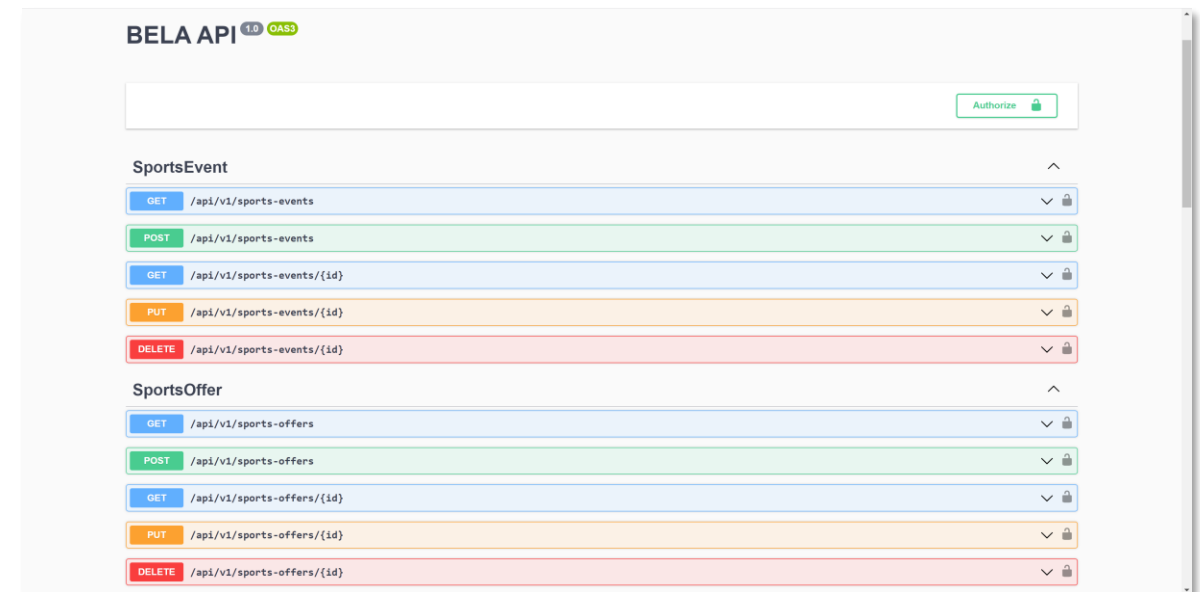 BELA API 1.0 OAS3
Authorize
SportsEvent
GET /api/v1/sports-events
POST /api/v1/sports-events
GET /api/v1/sports-events/{id}
PUT /api/v1/sports-events/{id}
DELETE /api/v1/sports-events/{id}
SportsOffer
GET /api/v1/sports-offers
POST /api/v1/sports-offers
GET /api/v1/sports-offers/{id}
PUT /api/v1/sports-offers/{id}
DELETE /api/v1/sports-offers/{id}